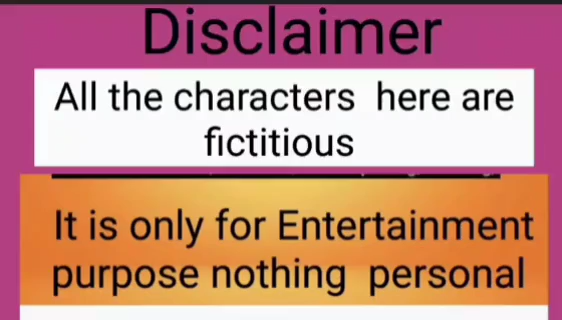 Disclaimer
All the characters here are
fictitious
It is only for Entertainment
purpose nothing personal